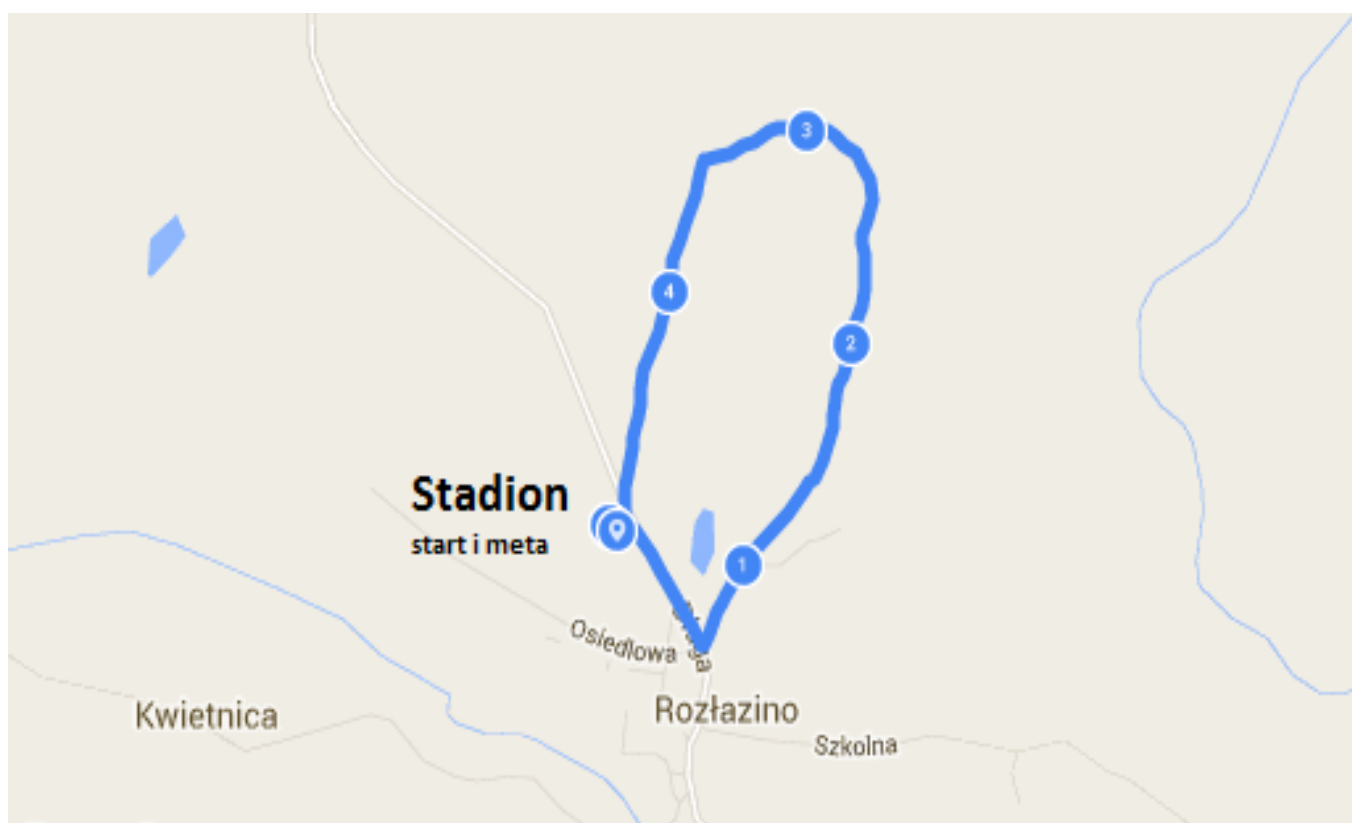 3
4
2
Stadion
start i meta
1
Osiedlowa
Rozłazino
Kwietnica
Szkolna